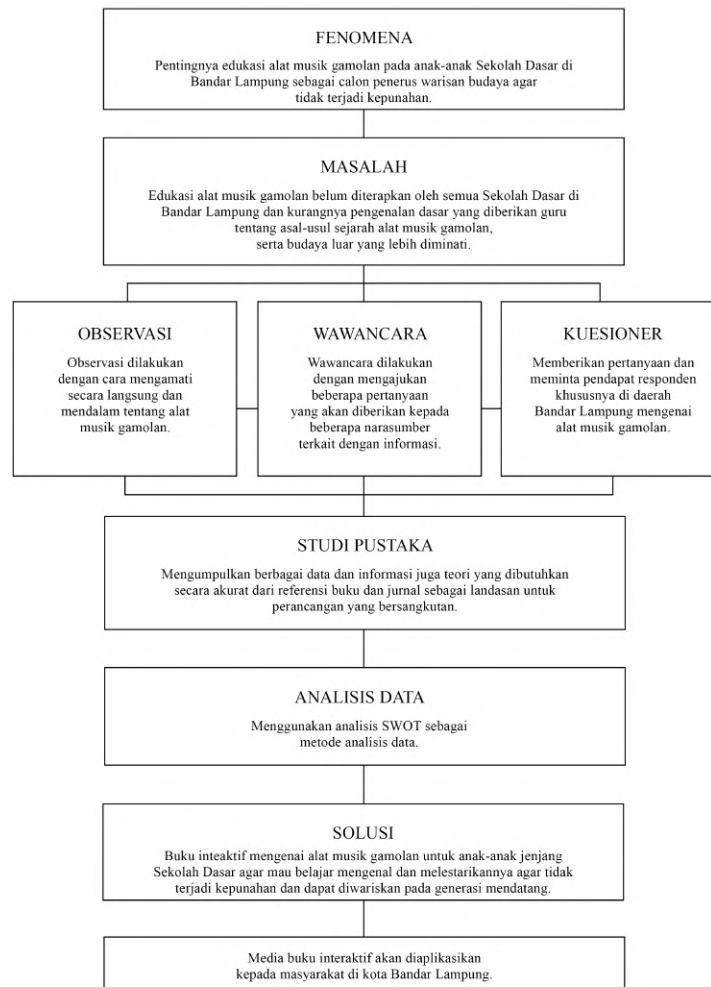 FENOMENA
Pentingnya edukasi alat musik gamolan pada anak-anak Sekolah Dasar di
Bandar Lampung sebagai calon penerus warisan budaya agar
tidak terjadi kepunahan.
MASALAH
Edukasi alat musik gamolan belum diterapkan oleh semua Sekolah Dasar di
Bandar Lampung dan kurangnya pengenalan dasar yang diberikan guru
tentang asal-usul sejarah alat musik gamolan,
serta budaya luar yang lebih diminati.
OBSERVASI
Observasi dilakukan
dengan cara mengamati
secara langsung dan
mendalam tentang alat
musik gamolan.
WAWANCARA
Wawancara dilakukan
dengan mengajukan
beberapa pertanyaan
yang akan diberikan kepada
beberapa narasumber
terkait dengan informasi.
KUESIONER
Memberikan pertanyaan dan
meminta pendapat responden
khususnya di daerah
Bandar Lampung mengenai
alat musik gamolan.
STUDI PUSTAKA
Mengumpulkan berbagai data dan informasi juga teori yang dibutuhkan
secara akurat dari referensi buku dan jurnal sebagai landasan untuk
perancangan yang bersangkutan.
ANALISIS DATA
Menggunakan analisis SWOT sebagai
metode analisis data.
SOLUSI
Buku inteaktif mengenai alat musik gamolan untuk anak-anak jenjang
Sekolah Dasar agar mau belajar mengenal dan melestarikannya agar tidak
terjadi kepunahan dan dapat diwariskan pada generasi mendatang.
Media buku interaktif akan diaplikasikan
kepada masyarakat di kota Bandar Lampung.